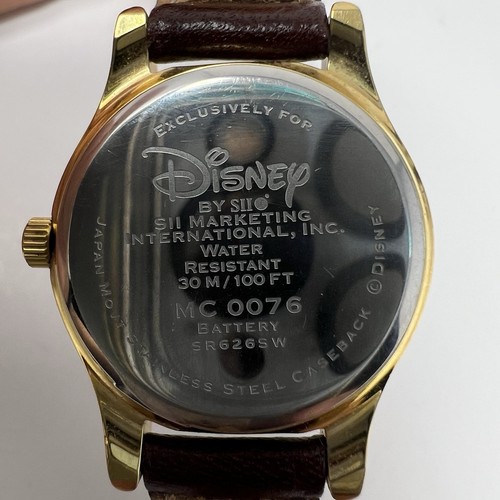 EXCLUSIVELY FOR
Disney
BY SII
SII MARKETING
INTERNATIONAL, INC.
WATER
RESISTANT
30 M/100 FT
MC 0076
BATTERY
SR626SW
JAPAN MOV'T STAINLESS STEEL CASEBACK ©DISNEY